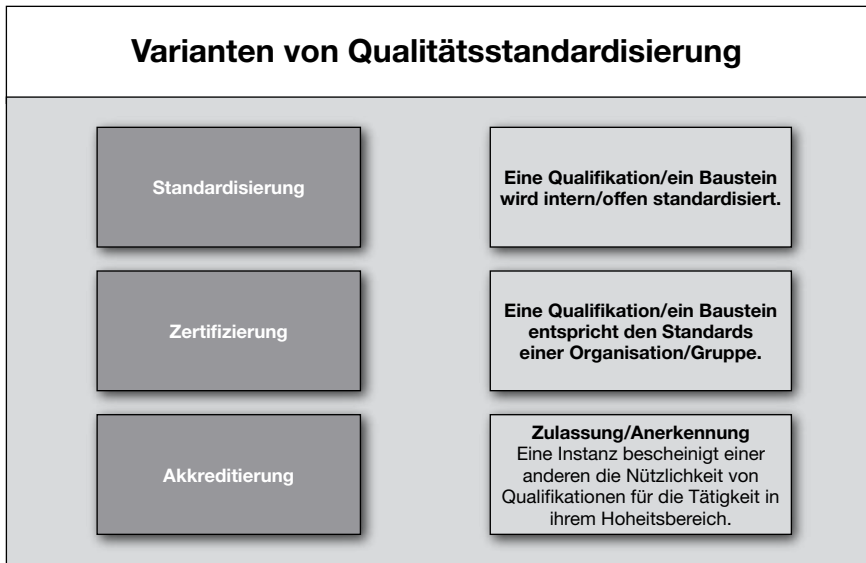 Varianten von Qualitätsstandardisierung
Standardisierung
Eine Qualifikation/ein Baustein
wird intern/offen standardisiert.
Zertifizierung
Eine Qualifikation/ein Baustein
entspricht den Standards
einer Organisation/Gruppe.
Akkreditierung
Zulassung/Anerkennung
Eine Instanz bescheinigt einer
anderen die Nützlichkeit von
Qualifikationen für die Tätigkeit in
ihrem Hoheitsbereich.